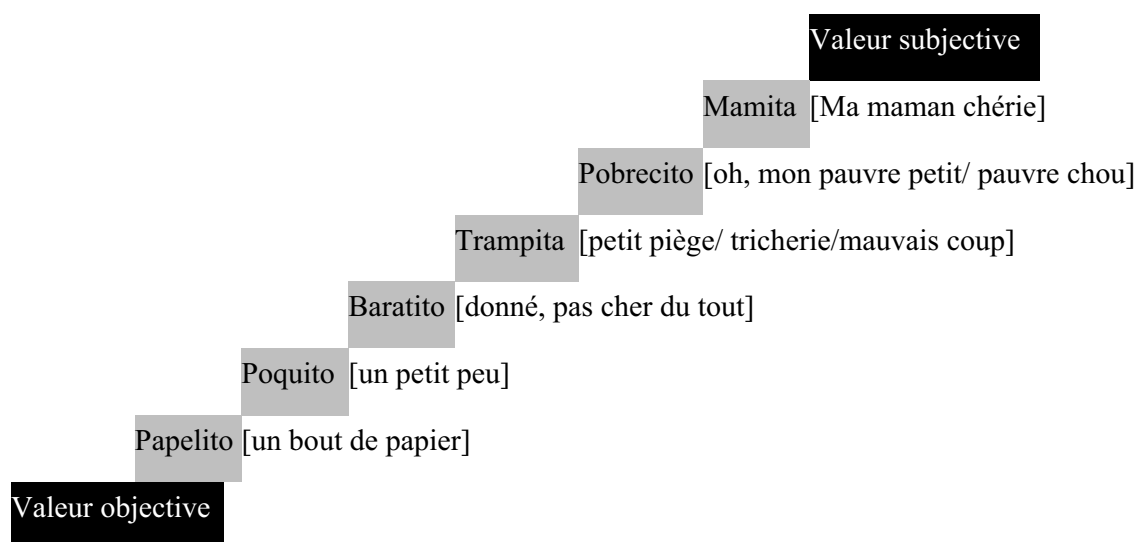 Valeur subjective
Mamita [Ma maman chérie]
Pobrecito [oh, mon pauvre petit/ pauvre chou]
Trampita [petit piège/ tricherie/mauvais coup]
Baratito [donné, pas cher du tout]
Poquito [un petit peu]
Papelito [un bout de papier]
Valeur objective